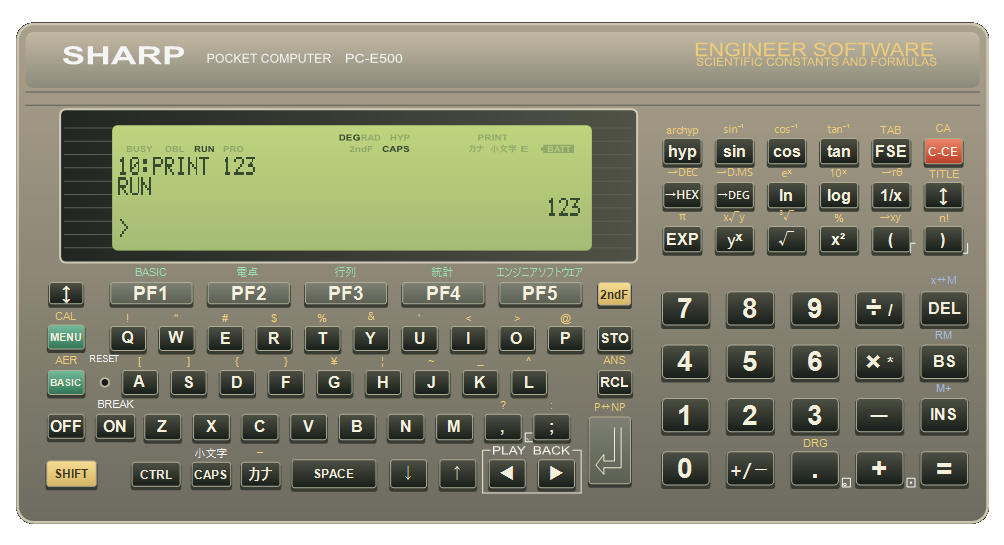 SHARP POCKET COMPUTER PC-E500
ENGINEER SOFTWARE
SCIENTIFIC CONSTANTS AND FORMULAS
DEG RAD HYP PRINT
BUSY DBL RUN PRO 2ndF CAPS カナ 小文字 E BATT
10:PRINT 123
RUN
123
>
archyp sin⁻¹ cos⁻¹ tan⁻¹ TAB CA
hyp sin cos tan FSE C-CE
→DEC →D.MS eˣ 10ˣ →rθ TITLE
→HEX →DEG ln log 1/x ↕
π x√y ³√ % →xy n!
EXP yˣ √ x² ( )
BASIC 電卓 行列 統計 エンジニアソフトウェア
↕ PF1 PF2 PF3 PF4 PF5 2ndF
CAL ! " # $ % & ' < > @
MENU Q W E R T Y U I O P STO
AER RESET [ ] { } ¥ ¦ ~ _ ^ ANS
BASIC A S D F G H J K L RCL
BREAK ? : P↔NP
OFF ON Z X C V B N M , ;
小文字 PLAY BACK
SHIFT CTRL CAPS カナ SPACE ↓ ↑ ◀ ▶
x↔M
7 8 9 ÷ / DEL
RM
4 5 6 × * BS
M+
1 2 3 — INS
DRG
0 +/− . + =